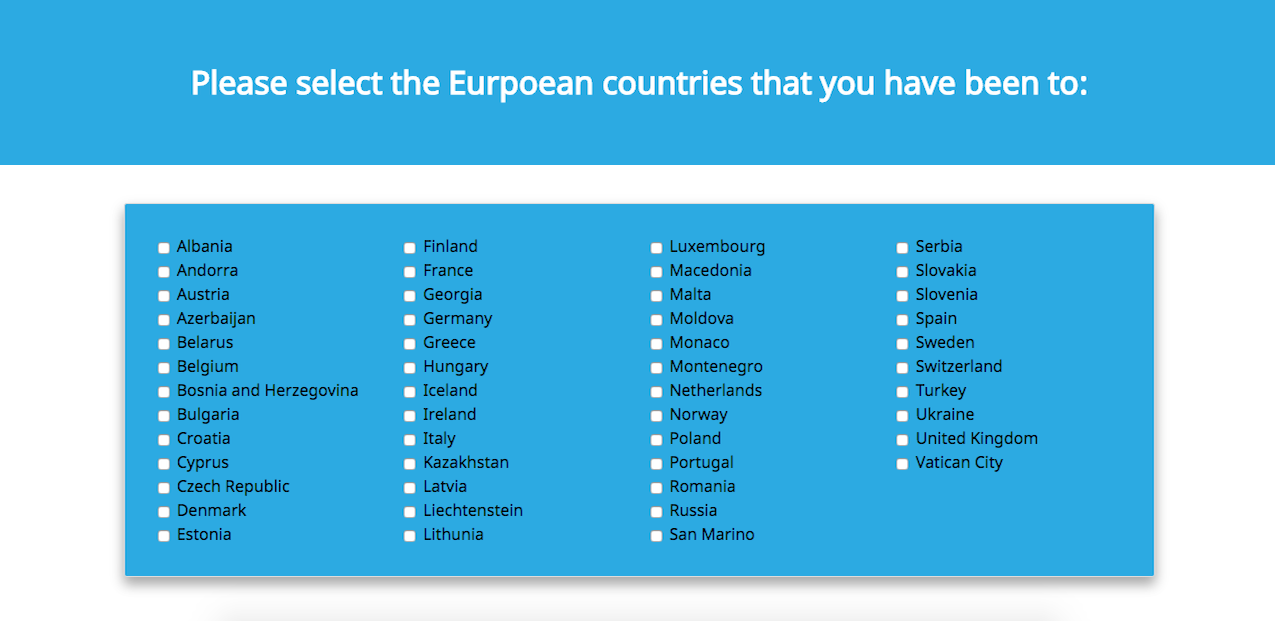 Please select the Eurpoean countries that you have been to:
Albania
Andorra
Austria
Azerbaijan
Belarus
Belgium
Bosnia and Herzegovina
Bulgaria
Croatia
Cyprus
Czech Republic
Denmark
Estonia
Finland
France
Georgia
Germany
Greece
Hungary
Iceland
Ireland
Italy
Kazakhstan
Latvia
Liechtenstein
Lithunia
Luxembourg
Macedonia
Malta
Moldova
Monaco
Montenegro
Netherlands
Norway
Poland
Portugal
Romania
Russia
San Marino
Serbia
Slovakia
Slovenia
Spain
Sweden
Switzerland
Turkey
Ukraine
United Kingdom
Vatican City